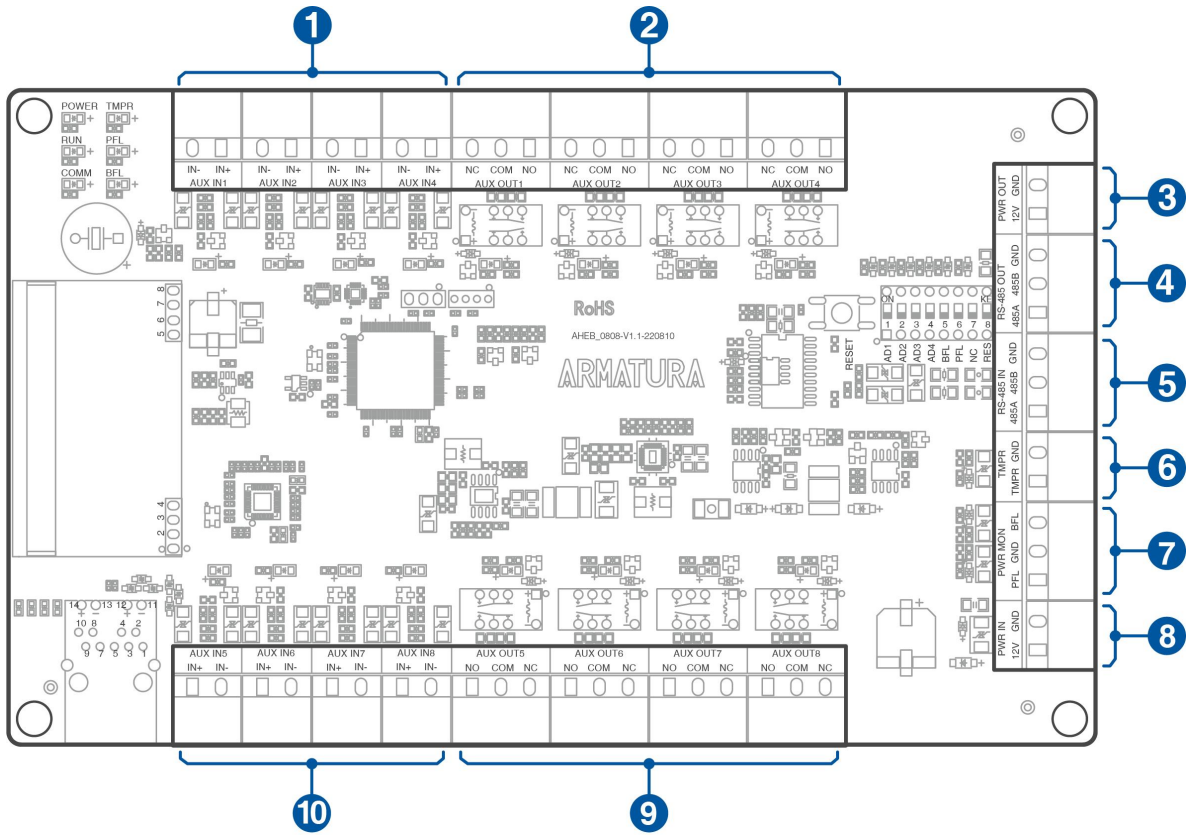 1 2
POWER TMPR
RUN PFL
COMM BFL
IN- IN+ IN- IN+ IN- IN+ IN- IN+ NC COM NO NC COM NO NC COM NO NC COM NO
AUX IN1 AUX IN2 AUX IN3 AUX IN4 AUX OUT1 AUX OUT2 AUX OUT3 AUX OUT4
PWR OUT
12V GND
3
RS-485 OUT
485A 485B GND
4
RS-485 IN
485A 485B GND
5
TMPR
TMPR GND
6
PWR MON
PFL GND BFL
7
PWR IN
12V GND
8
8
7
6
5
4
3
2
1
RoHS
AHEB_0808-V1.1-220810
ARMATURA
RESET
ON KE
1 2 3 4 5 6 7 8
AD1 AD2 AD3 AD4 BFL PFL NC RES
14 13 12 11
10 8 4 2
9 7 5 3 1
AUX IN5 AUX IN6 AUX IN7 AUX IN8 AUX OUT5 AUX OUT6 AUX OUT7 AUX OUT8
IN+ IN- IN+ IN- IN+ IN- IN+ IN- NO COM NC NO COM NC NO COM NC NO COM NC
10 9